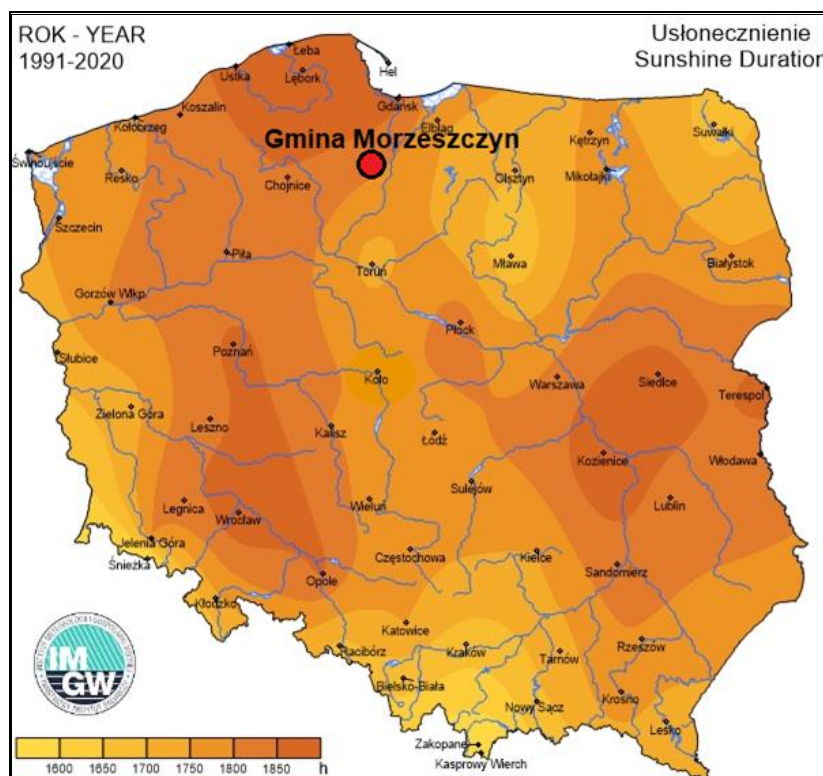 ROK - YEAR
1991-2020
Usłonecznienie
Sunshine Duration
Łeba
Ustka
Lębork
Hel
Gdańsk
Koszalin
Kołobrzeg
Elbląg
Suwałki
Kętrzyn
Gmina Morzeszczyn
Świnoujście
Resko
Chojnice
Olsztyn
Mikołajki
Szczecin
Piła
Toruń
Mława
Białystok
Gorzów Wlkp.
Płock
Poznań
Słubice
Koło
Warszawa
Siedlce
Terespol
Zielona Góra
Leszno
Kalisz
Łódź
Kozienice
Włodawa
Sulejów
Legnica
Wrocław
Wieluń
Lublin
Jelenia Góra
Śnieżka
Częstochowa
Kielce
Opole
Sandomierz
Kłodzko
Katowice
Racibórz
Kraków
Tarnów
Rzeszów
Bielsko-Biała
Nowy Sącz
Krosno
Lesko
Zakopane
Kasprowy Wierch
IM
GW
1600 1650 1700 1750 1800 1850 h